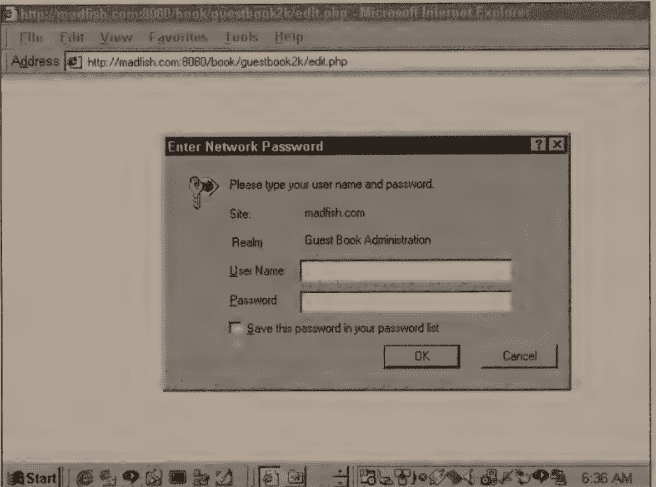 http://madfish.com:8080/book/guestbook2k/edit.php - Microsoft Internet Explorer
File Edit View Favorites Tools Help
Address http://madfish.com:8080/book/guestbook2k/edit.php
Enter Network Password
Please type your user name and password.
Site: madfish.com
Realm Guest Book Administration
User Name
Password
Save this password in your password list
OK Cancel
Start 6:36 AM